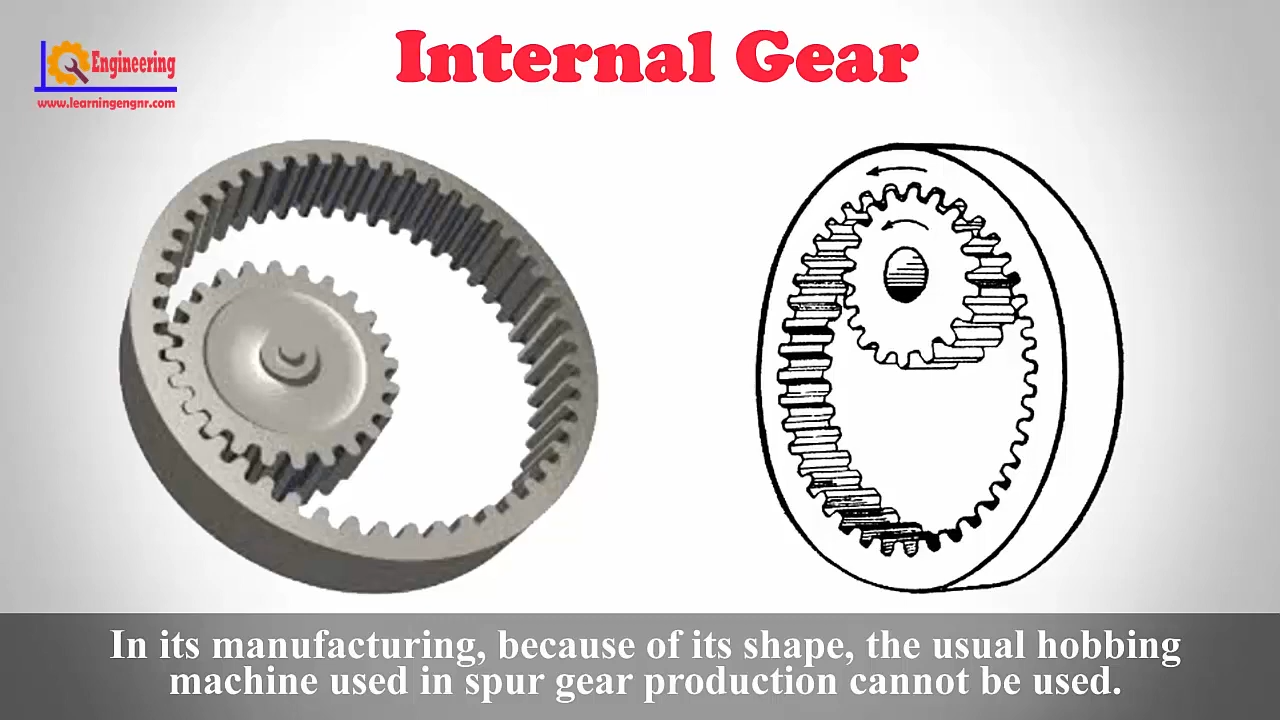 Internal Gear
Engineering
www.learningengnr.com
In its manufacturing, because of its shape, the usual hobbing
machine used in spur gear production cannot be used.